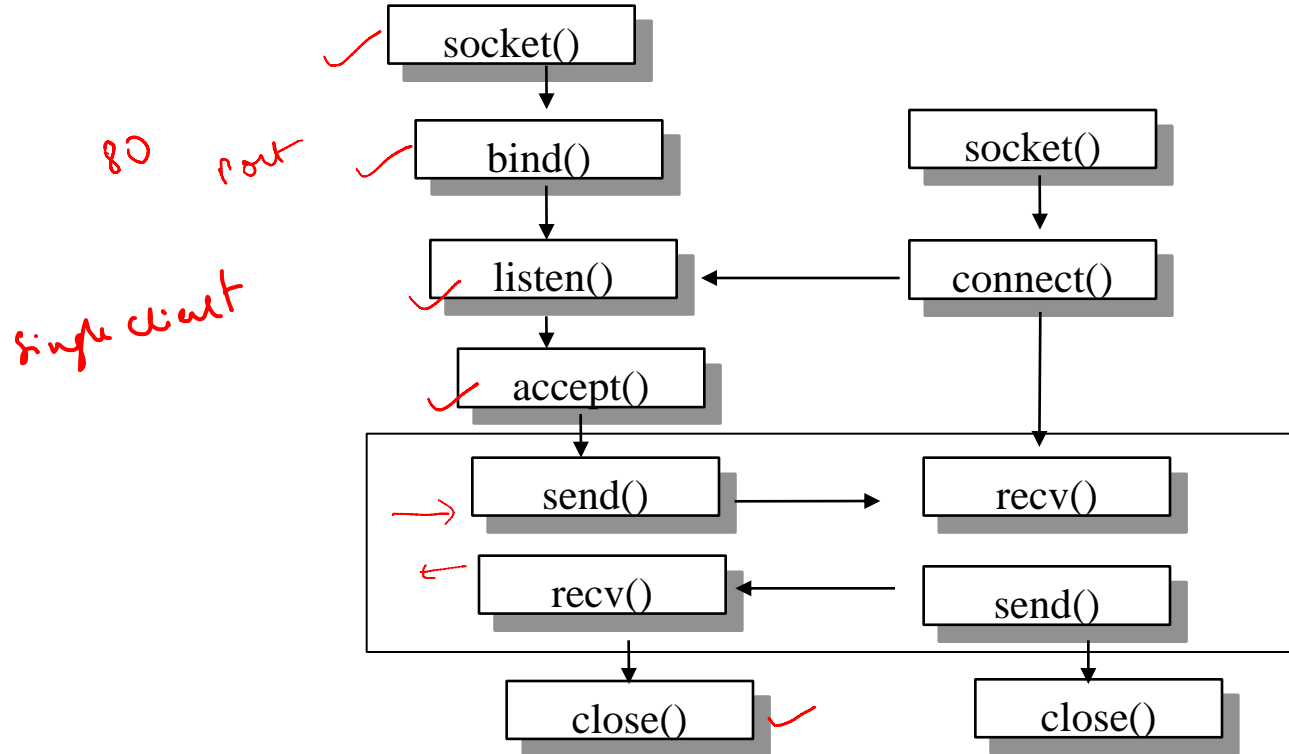 socket()
80 port
bind()
socket()
single client
listen()
connect()
accept()
send()
recv()
recv()
send()
close()
close()